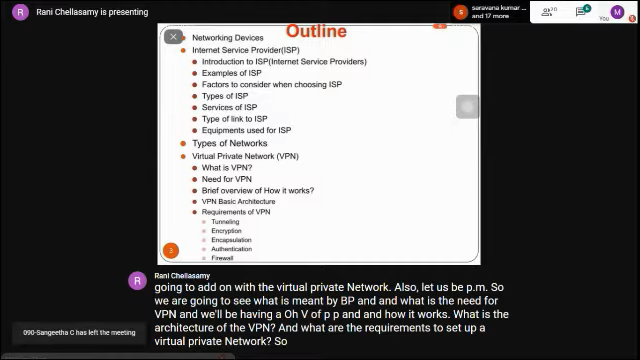 R Rani Chellasamy is presenting
saravana kumar ...
and 17 more
20
You
M
Outline
Networking Devices
Internet Service Provider(ISP)
Introduction to ISP(Internet Service Providers)
Examples of ISP
Factors to consider when choosing ISP
Types of ISP
Services of ISP
Type of link to ISP
Equipments used for ISP
Types of Networks
Virtual Private Network (VPN)
What is VPN?
Need for VPN
Brief overview of How it works?
VPN Basic Architecture
Requirements of VPN
Tunneling
Encryption
Encapsulation
Authentication
Firewall
3
R Rani Chellasamy
going to add on with the virtual private Network. Also, let us be p.m. So
we are going to see what is meant by BP and and what is the need for
VPN and we'll be having a Oh V of p p and and how it works. What is the
architecture of the VPN? And what are the requirements to set up a
virtual private Network? So
090-Sangeetha C has left the meeting